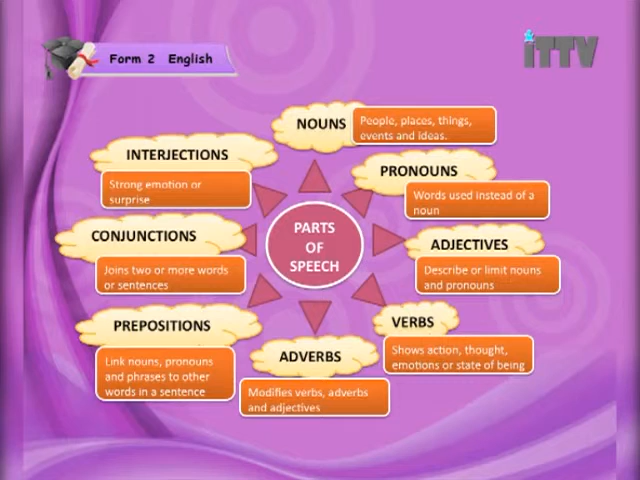 Form 2 English
iTTV
NOUNS
People, places, things,
events and ideas.
INTERJECTIONS
Strong emotion or
surprise
PRONOUNS
Words used instead of a
noun
CONJUNCTIONS
Joins two or more words
or sentences
PARTS
OF
SPEECH
ADJECTIVES
Describe or limit nouns
and pronouns
PREPOSITIONS
Link nouns, pronouns
and phrases to other
words in a sentence
ADVERBS
Modifies verbs, adverbs
and adjectives
VERBS
Shows action, thought,
emotions or state of being